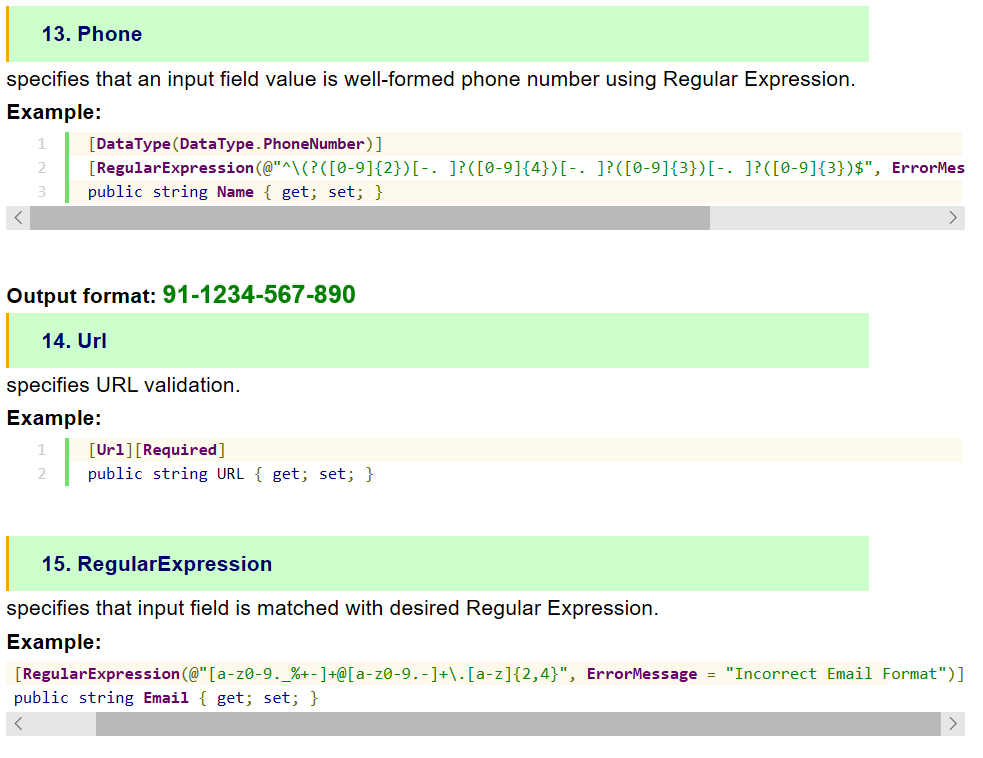 13. Phone
specifies that an input field value is well-formed phone number using Regular Expression.
Example:
1 [DataType(DataType.PhoneNumber)]
2 [RegularExpression(@"^\(?([0-9]{2})[-. ]?([0-9]{4})[-. ]?([0-9]{3})[-. ]?([0-9]{3})$", ErrorMes
3 public string Name { get; set; }
Output format: 91-1234-567-890
14. Url
specifies URL validation.
Example:
1 [Url][Required]
2 public string URL { get; set; }
15. RegularExpression
specifies that input field is matched with desired Regular Expression.
Example:
[RegularExpression(@"[a-z0-9._%+-]+@[a-z0-9.-]+\.[a-z]{2,4}", ErrorMessage = "Incorrect Email Format")]
public string Email { get; set; }